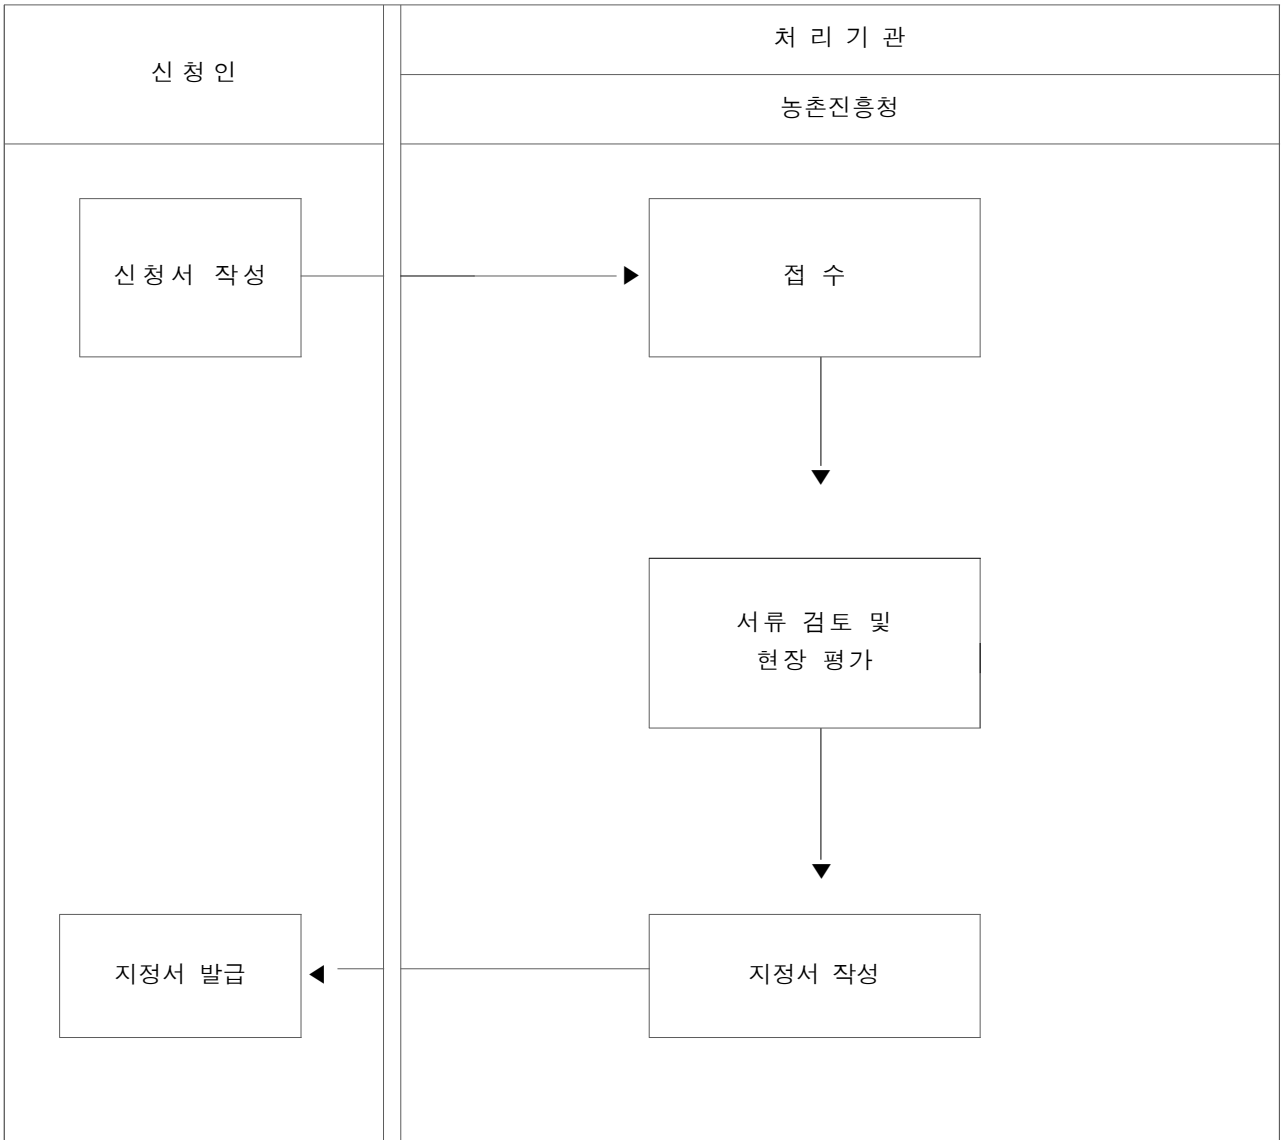 신 청 인
처 리 기 관
농촌진흥청
신청서 작성
접 수
서류 검토 및
현장 평가
지정서 발급
지정서 작성